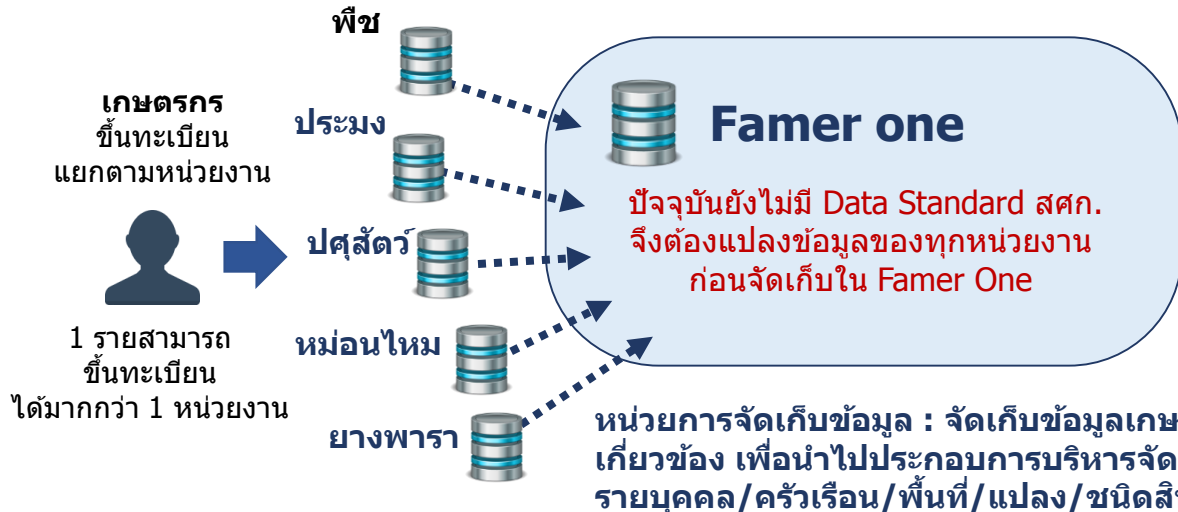 พืช
เกษตรกร
ขึ้นทะเบียน
แยกตามหน่วยงาน
ประมง
ปศุสัตว์
หม่อนไหม
ยางพารา
1 รายสามารถ
ขึ้นทะเบียน
ได้มากกว่า 1 หน่วยงาน
Famer one
ปัจจุบันยังไม่มี Data Standard สศก.
จึงต้องแปลงข้อมูลของทุกหน่วยงาน
ก่อนจัดเก็บใน Famer One
หน่วยการจัดเก็บข้อมูล : จัดเก็บข้อมูล
เกี่ยวข้อง เพื่อนำไปประกอบการบริหารจัด
รายบุคคล/ครัวเรือน/พื้นที่/แปลง/ชนิด